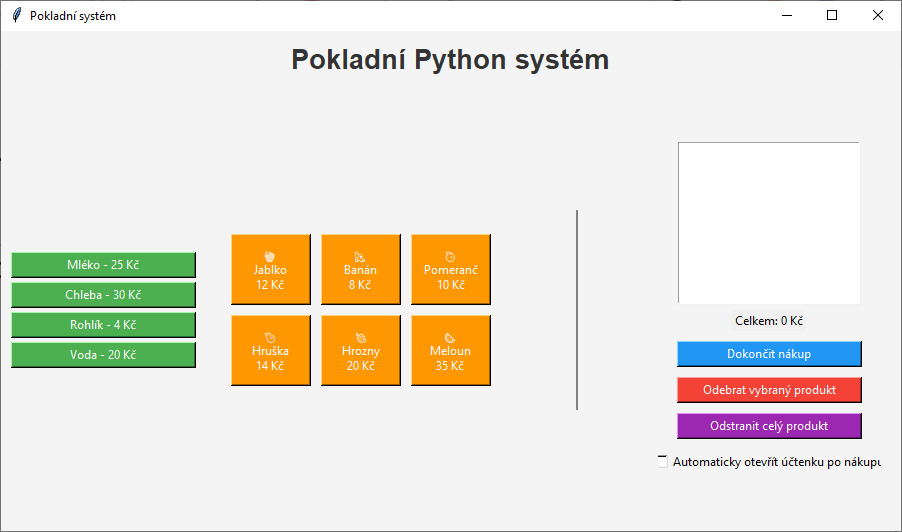 Pokladní systém
Pokladní Python systém
Mléko - 25 Kč
Chleba - 30 Kč
Rohlík - 4 Kč
Voda - 20 Kč
Jablko
12 Kč
Banán
8 Kč
Pomeranč
10 Kč
Hruška
14 Kč
Hrozny
20 Kč
Meloun
35 Kč
Celkem: 0 Kč
Dokončit nákup
Odebrat vybraný produkt
Odstranit celý produkt
Automaticky otevřít účtenku po nákupu